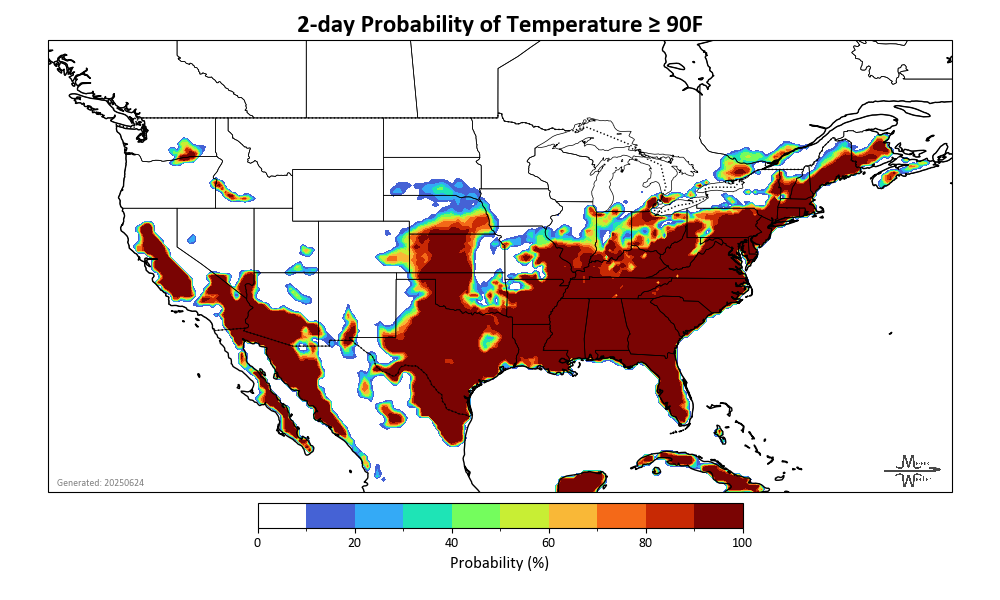 2-day Probability of Temperature ≥ 90F
Generated: 20250624
0 20 40 60 80 100
Probability (%)